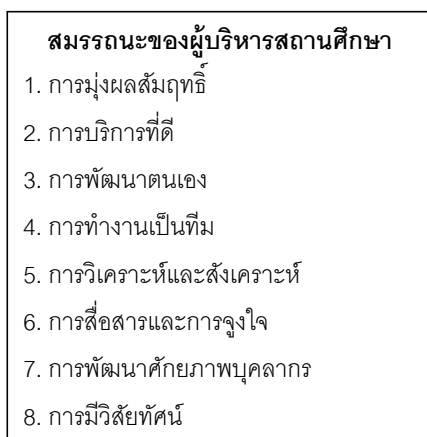 สมรรถนะของผู้บริหารสถานศึกษา
1. การมุ่งผลสัมฤทธิ์
2. การบริการที่ดี
3. การพัฒนาตนเอง
4. การทำงานเป็นทีม
5. การวิเคราะห์และสังเคราะห์
6. การสื่อสารและการจูงใจ
7. การพัฒนาศักยภาพบุคลากร
8. การมีวิสัยทัศน์